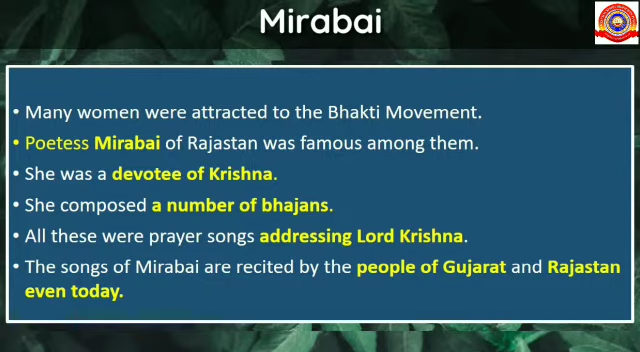 Mirabai
• Many women were attracted to the Bhakti Movement.
• Poetess Mirabai of Rajastan was famous among them.
• She was a devotee of Krishna.
• She composed a number of bhajans.
• All these were prayer songs addressing Lord Krishna.
• The songs of Mirabai are recited by the people of Gujarat and Rajastan
even today.